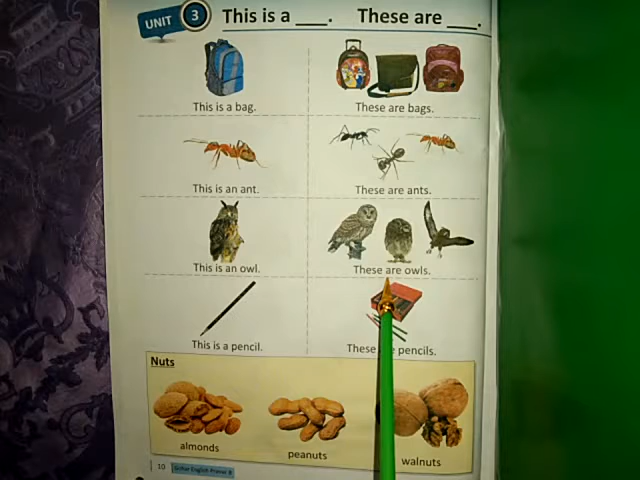 UNIT 3 This is a ___. These are ___.
This is a bag. These are bags.
This is an ant. These are ants.
This is an owl. These are owls.
This is a pencil. These pencils.
Nuts
almonds peanuts walnuts
10 English Primer B